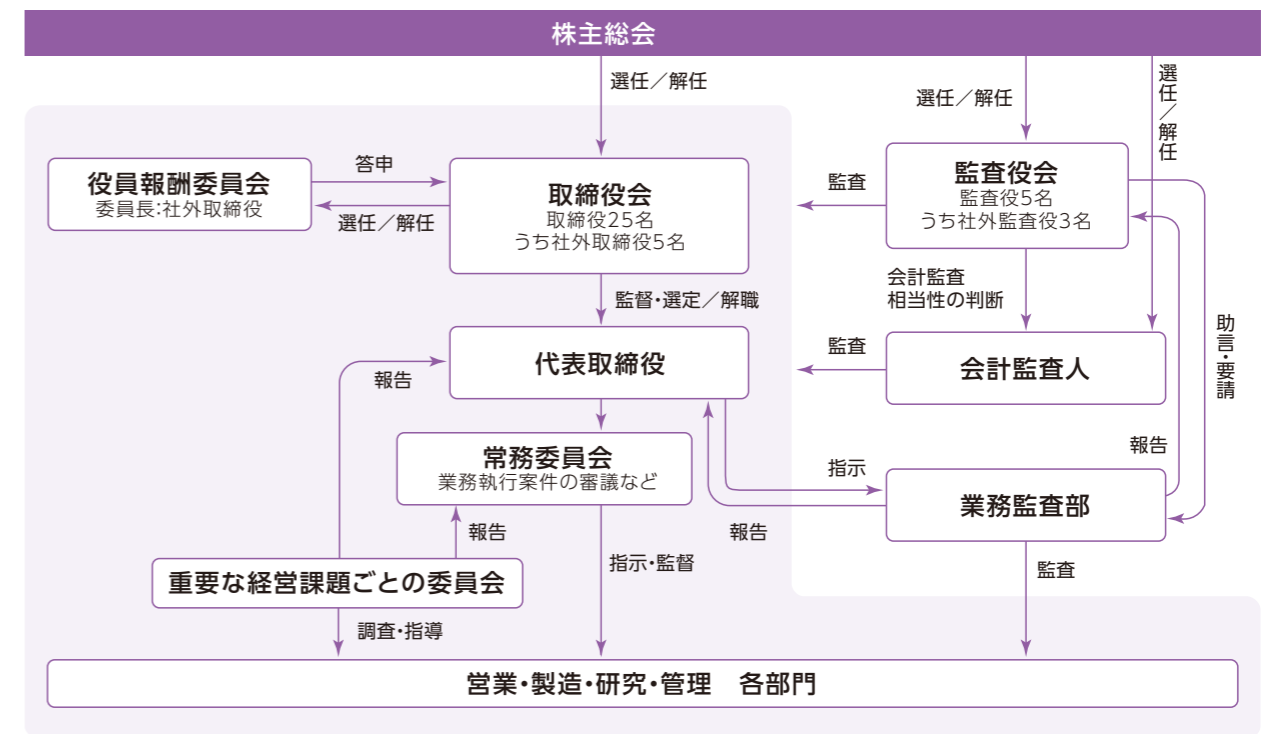 株主総会
選任／解任
選任／解任
選任／解任
役員報酬委員会
委員長:社外取締役
答申
選任／解任
取締役会
取締役25名
うち社外取締役5名
監査
監査役会
監査役5名
うち社外監査役3名
監督・選定／解職
会計監査
相当性の判断
助言・要請
代表取締役
監査
会計監査人
報告
常務委員会
業務執行案件の審議など
指示
報告
業務監査部
報告
報告
指示・監督
監査
重要な経営課題ごとの委員会
調査・指導
営業・製造・研究・管理　各部門